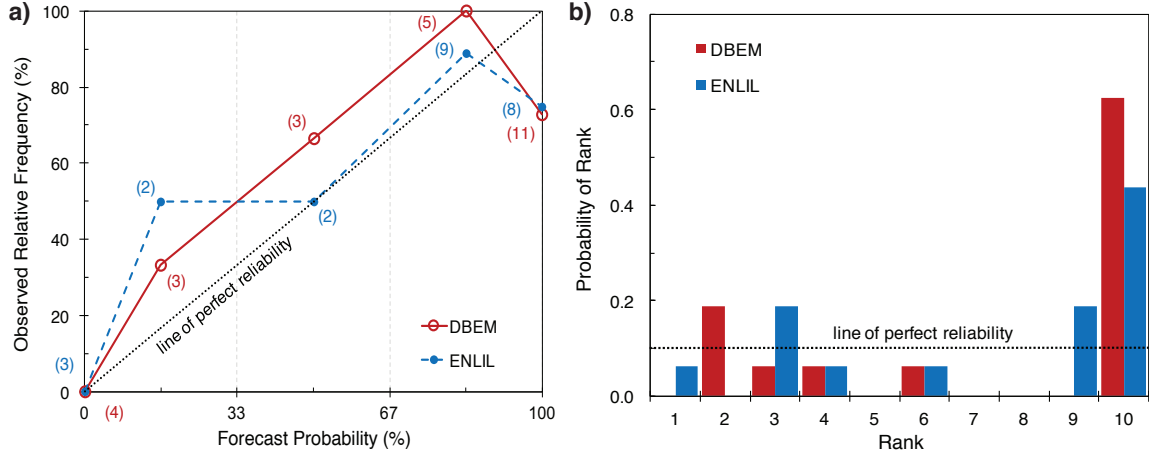 a)
Observed Relative Frequency (%)
100
80
60
40
20
0
(5)
(9)
(3)
(8)
(11)
(2)
(2)
(3)
line of perfect reliability
DBEM
ENLIL
(3)
(4)
0
33
67
100
Forecast Probability (%)
b)
Probability of Rank
0.8
0.6
0.4
0.2
0.0
DBEM
ENLIL
line of perfect reliability
1 2 3 4 5 6 7 8 9 10
Rank